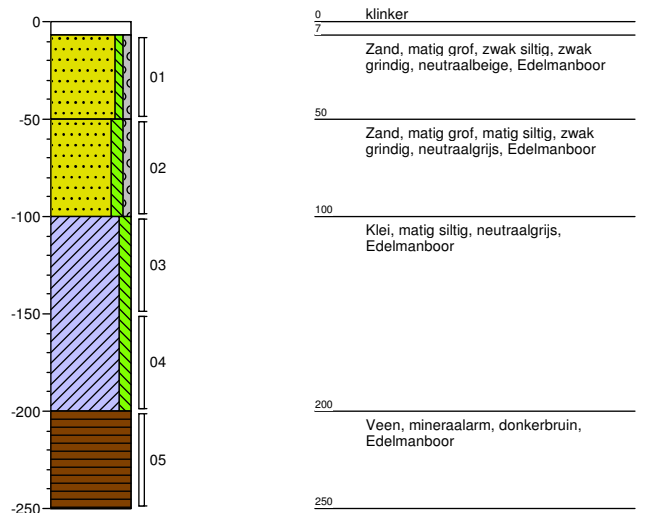 0
-50
-100
-150
-200
-250
01
02
03
04
05
0 klinker
7
Zand, matig grof, zwak siltig, zwak
grindig, neutraalbeige, Edelmanboor
50
Zand, matig grof, matig siltig, zwak
grindig, neutraalgrijs, Edelmanboor
100
Klei, matig siltig, neutraalgrijs,
Edelmanboor
200
Veen, mineraalarm, donkerbruin,
Edelmanboor
250